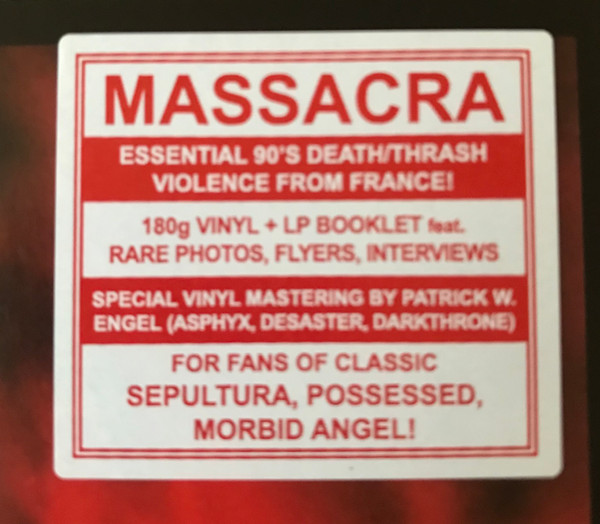 MASSACRA
ESSENTIAL 90'S DEATH/THRASH
VIOLENCE FROM FRANCE!
180g VINYL + LP BOOKLET feat.
RARE PHOTOS, FLYERS, INTERVIEWS
SPECIAL VINYL MASTERING BY PATRICK W.
ENGEL (ASPHYX, DESASTER, DARKTHRONE)
FOR FANS OF CLASSIC
SEPULTURA, POSSESSED,
MORBID ANGEL!